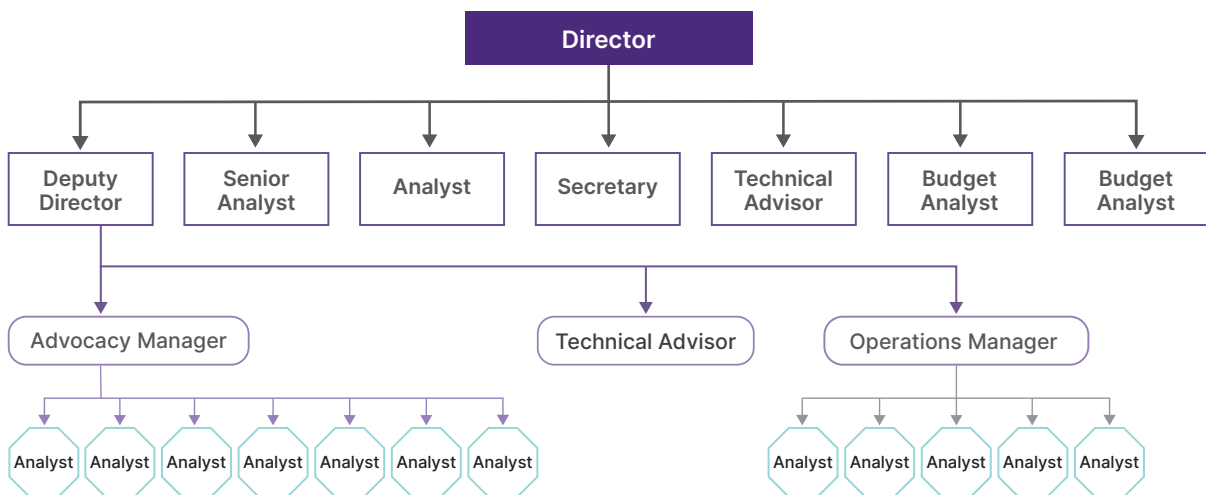 Director
Deputy
Director
Senior
Analyst
Analyst
Secretary
Technical
Advisor
Budget
Analyst
Budget
Analyst
Advocacy Manager
Technical Advisor
Operations Manager
Analyst
Analyst
Analyst
Analyst
Analyst
Analyst
Analyst
Analyst
Analyst
Analyst
Analyst
Analyst